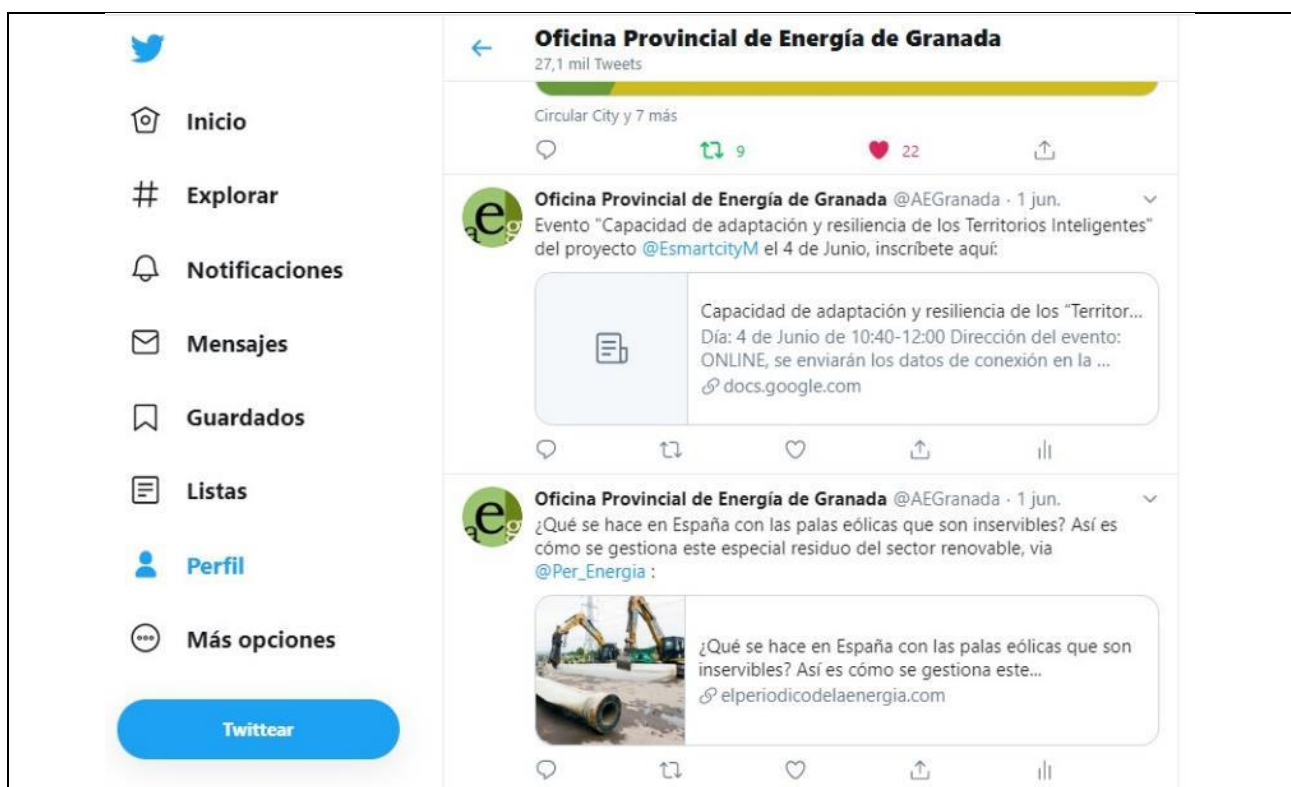 Inicio
Explorar
Notificaciones
Mensajes
Guardados
Listas
Perfil
Más opciones
Twittear
Oficina Provincial de Energía de Granada
27,1 mil Tweets
Circular City y 7 más
9 22
Oficina Provincial de Energía de Granada @AEGranada · 1 jun.
Evento "Capacidad de adaptación y resiliencia de los Territorios Inteligentes"
del proyecto @EsmartcityM el 4 de Junio, inscríbete aquí:
Capacidad de adaptación y resiliencia de los "Territor...
Día: 4 de Junio de 10:40-12:00 Dirección del evento:
ONLINE, se enviarán los datos de conexión en la ...
docs.google.com
aeg
Oficina Provincial de Energía de Granada @AEGranada · 1 jun.
¿Qué se hace en España con las palas eólicas que son inservibles? Así es
cómo se gestiona este especial residuo del sector renovable, via
@Per_Energia :
¿Qué se hace en España con las palas eólicas que son
inservibles? Así es cómo se gestiona este...
elperiodicodelaenergia.com
aeg